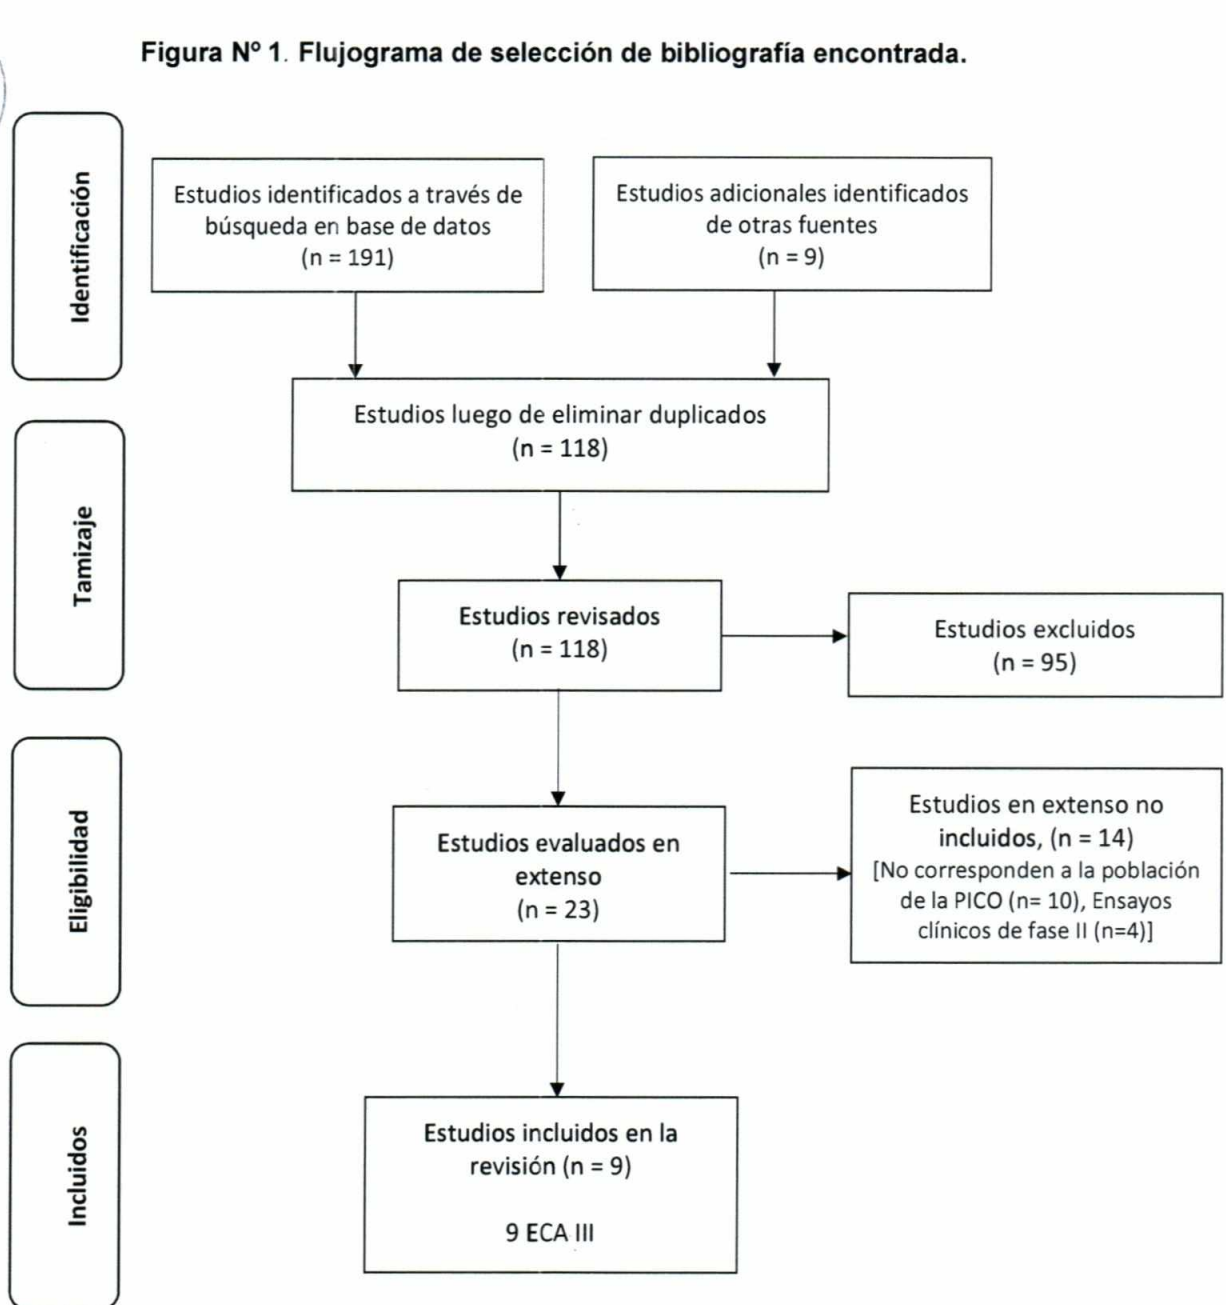 Figura Nº 1. Flujograma de selección de bibliografía encontrada.
Identificación
Estudios identificados a través de
búsqueda en base de datos
(n = 191)
Estudios adicionales identificados
de otras fuentes
(n = 9)
Estudios luego de eliminar duplicados
(n = 118)
Tamizaje
Estudios revisados
(n = 118)
Estudios excluidos
(n = 95)
Eligibilidad
Estudios evaluados en
extenso
(n = 23)
Estudios en extenso no
incluidos, (n = 14)
[No corresponden a la población
de la PICO (n= 10), Ensayos
clínicos de fase II (n=4)]
Incluidos
Estudios incluidos en la
revisión (n = 9)
9 ECA III